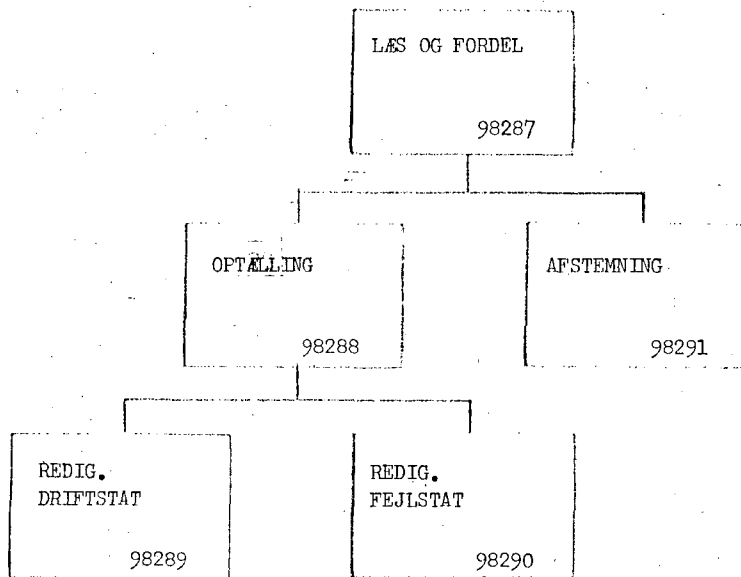 LÆS OG FORDEL
98287
OPTÆLLING
98288
AFSTEMNING
98291
REDIG.
DRIFTSTAT
98289
REDIG.
FEJLSTAT
98290